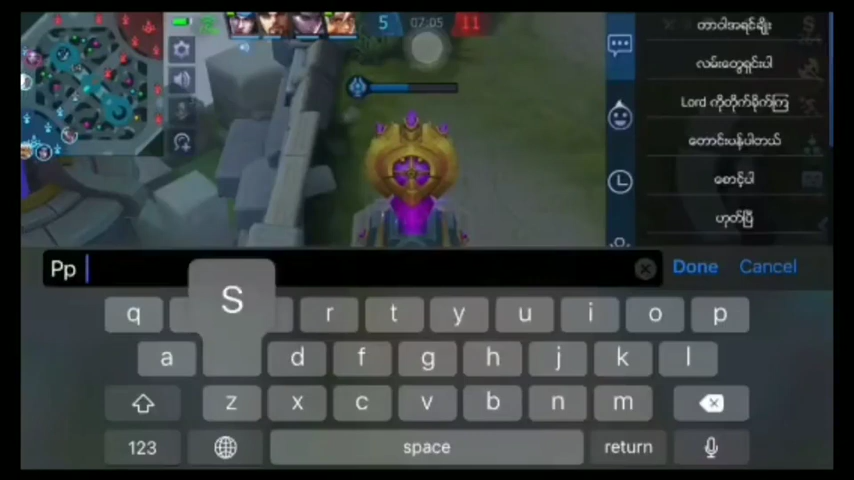 5 07:05 11
တာဝါအရင်ချိုး
လမ်းတွေရှင်းပါ
Lord ကိုတိုက်ခိုက်ကြ
တောင်းပန်ပါတယ်
စောင့်ပါ
ဟုတ်ပြီ
Pp
Done Cancel
S
q r t y u i o p
a d f g h j k l
z x c v b n m
123 space return